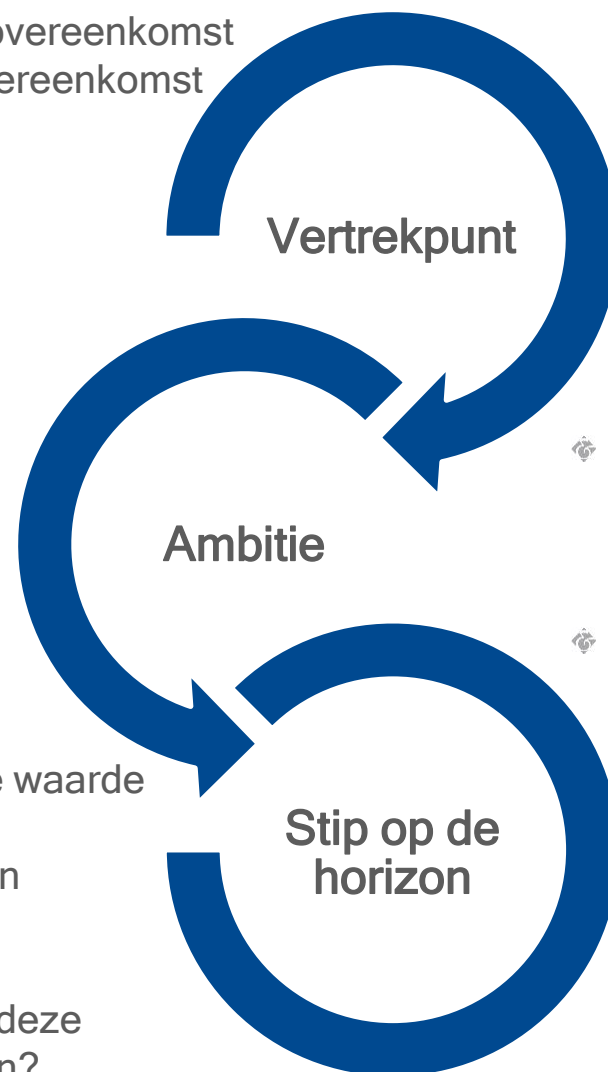 overeenkomst
ereenkomst
Vertrekpunt
Ambitie
waarde
Stip op de
horizon
deze